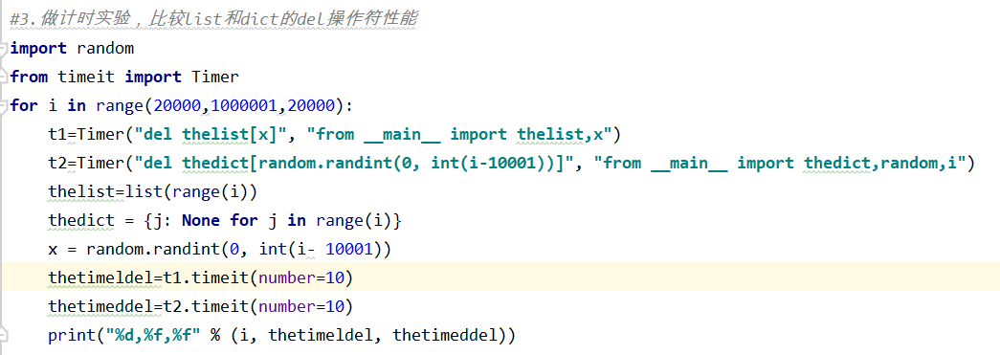 #3.做计时实验，比较list和dict的del操作符性能
import random
from timeit import Timer
for i in range(20000,1000001,20000):
    t1=Timer("del thelist[x]", "from __main__ import thelist,x")
    t2=Timer("del thedict[random.randint(0, int(i-10001))]", "from __main__ import thedict,random,i")
    thelist=list(range(i))
    thedict = {j: None for j in range(i)}
    x = random.randint(0, int(i- 10001))
    thetimeldel=t1.timeit(number=10)
    thetimeddel=t2.timeit(number=10)
    print("%d,%f,%f" % (i, thetimeldel, thetimeddel))